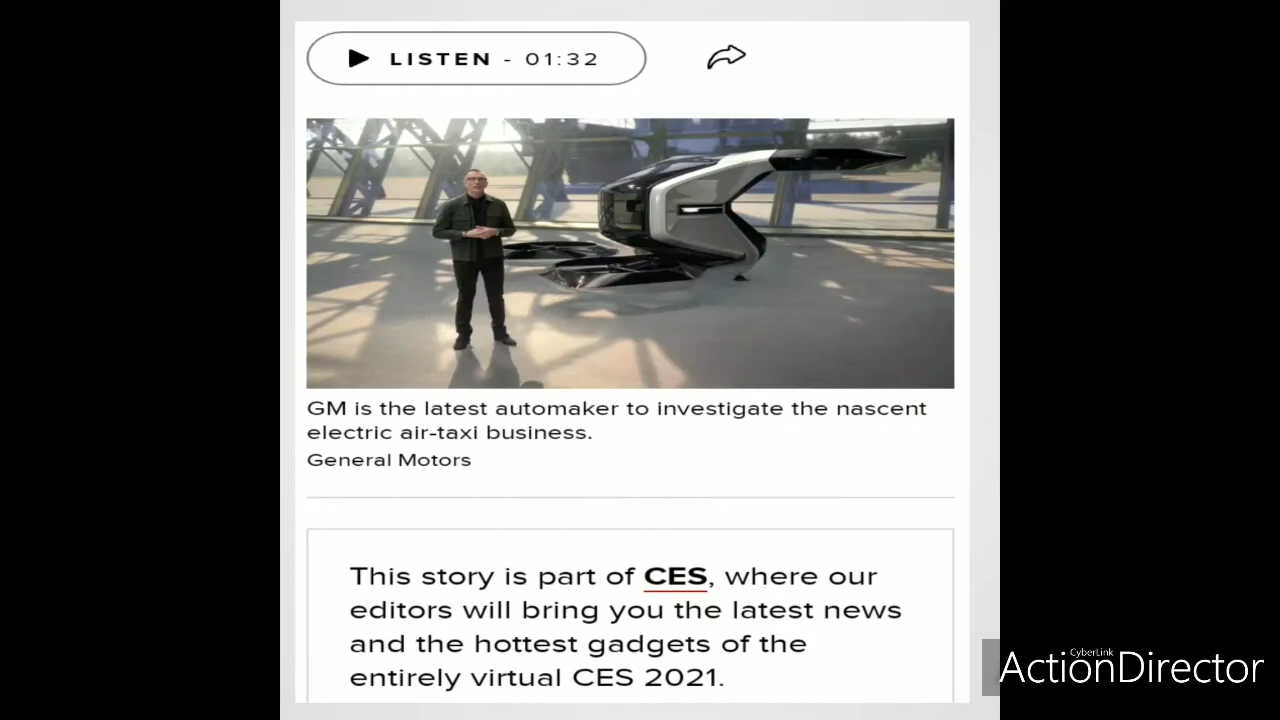 LISTEN - 01:32
GM is the latest automaker to investigate the nascent
electric air-taxi business.
General Motors
This story is part of CES, where our
editors will bring you the latest news
and the hottest gadgets of the
entirely virtual CES 2021.
CyberLink
ActionDirector